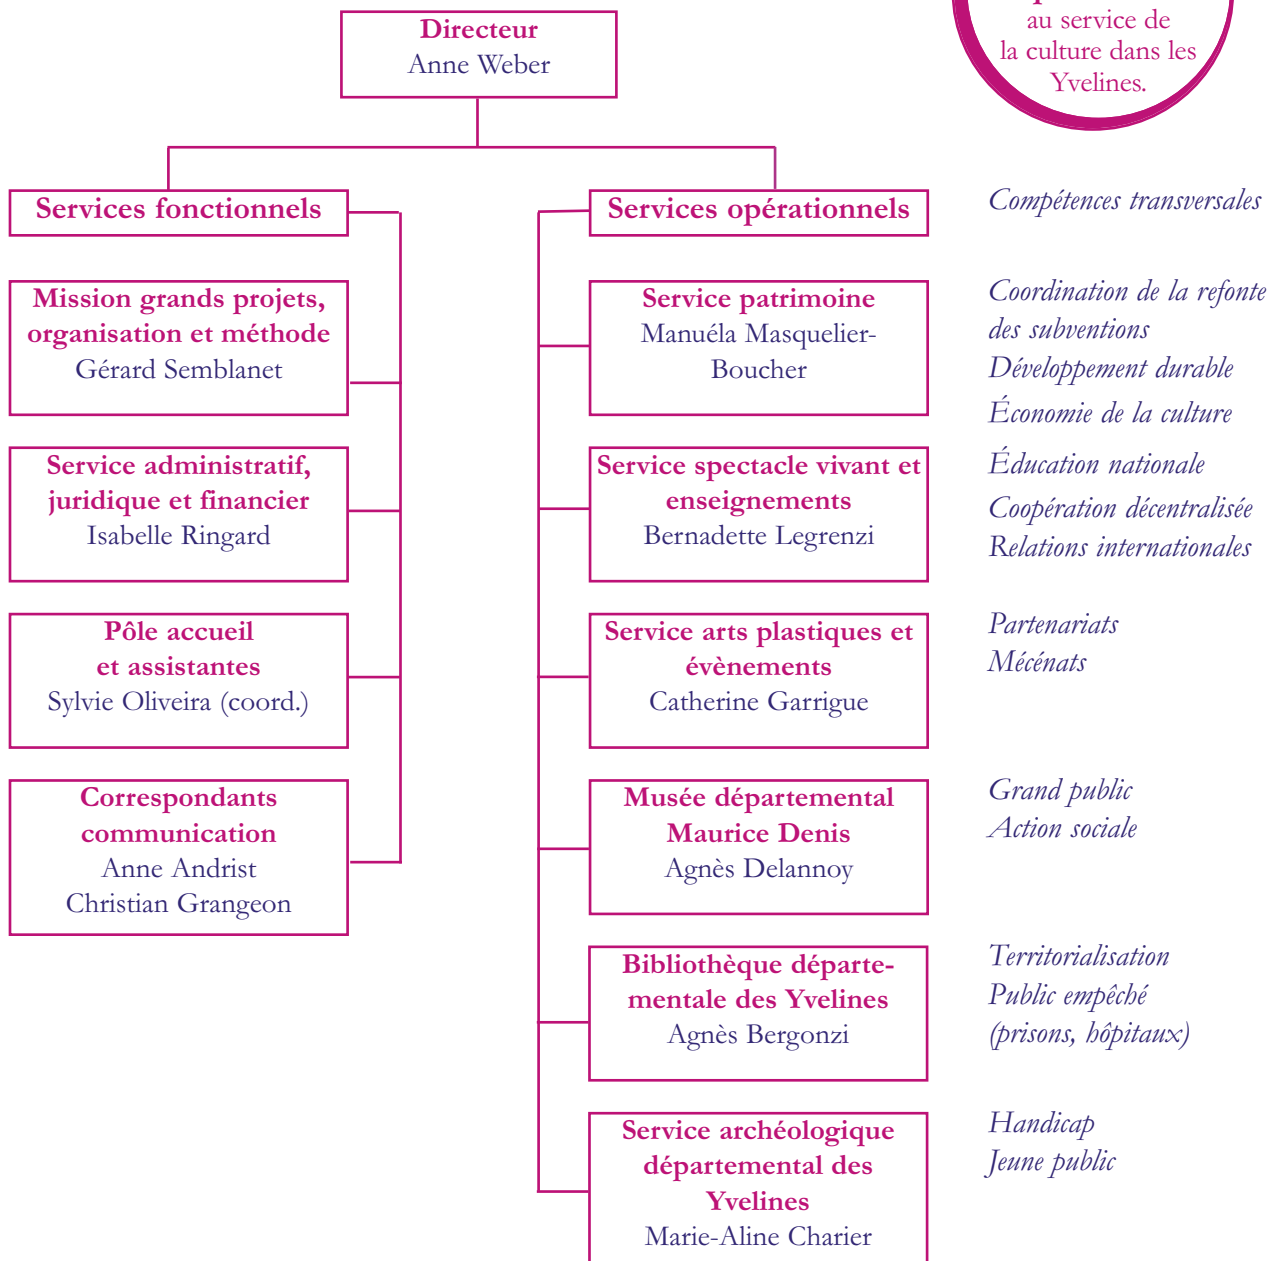 au service de
la culture dans les
Yvelines.
Directeur
Anne Weber
Services fonctionnels
Mission grands projets,
organisation et méthode
Gérard Semblanet
Service administratif,
juridique et financier
Isabelle Ringard
Pôle accueil
et assistantes
Sylvie Oliveira (coord.)
Correspondants
communication
Anne Andrist
Christian Grangeon
Services opérationnels
Service patrimoine
Manuéla Masquelier-
Boucher
Service spectacle vivant et
enseignements
Bernadette Legrenzi
Service arts plastiques et
évènements
Catherine Garrigue
Musée départemental
Maurice Denis
Agnès Delannoy
Bibliothèque départe-
mentale des Yvelines
Agnès Bergonzi
Service archéologique
départemental des
Yvelines
Marie-Aline Charier
Compétences transversales
Coordination de la refonte
des subventions
Développement durable
Économie de la culture
Éducation nationale
Coopération décentralisée
Relations internationales
Partenariats
Mécénats
Grand public
Action sociale
Territorialisation
Public empêché
(prisons, hôpitaux)
Handicap
Jeune public